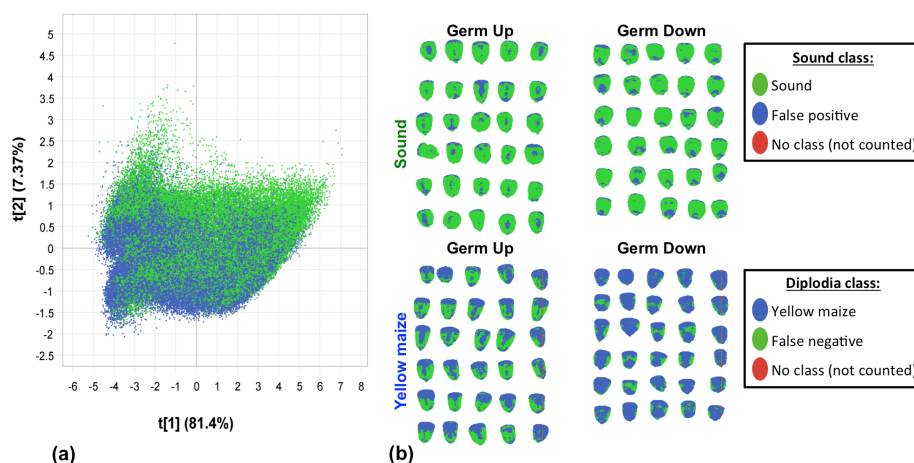 5
4.5
4
3.5
3
2.5
2
1.5
1
0.5
0
-0.5
-1
-1.5
-2
-2.5
t[2] (7.37%)
-6 -5 -4 -3 -2 -1 0 1 2 3 4 5 6 7 8
t[1] (81.4%)
(a)
Germ Up Germ Down
Sound
Germ Up Germ Down
Yellow maize
(b)
Sound class:
Sound
False positive
No class (not counted)
Diplodia class:
Yellow maize
False negative
No class (not counted)